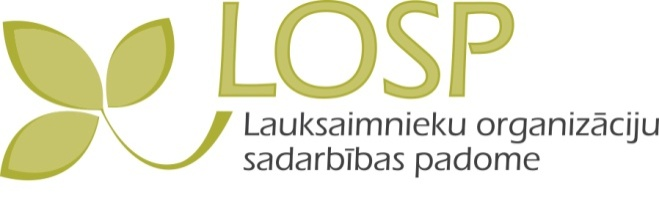 LOSP
Lauksaimnieku organizāciju
sadarbības padome